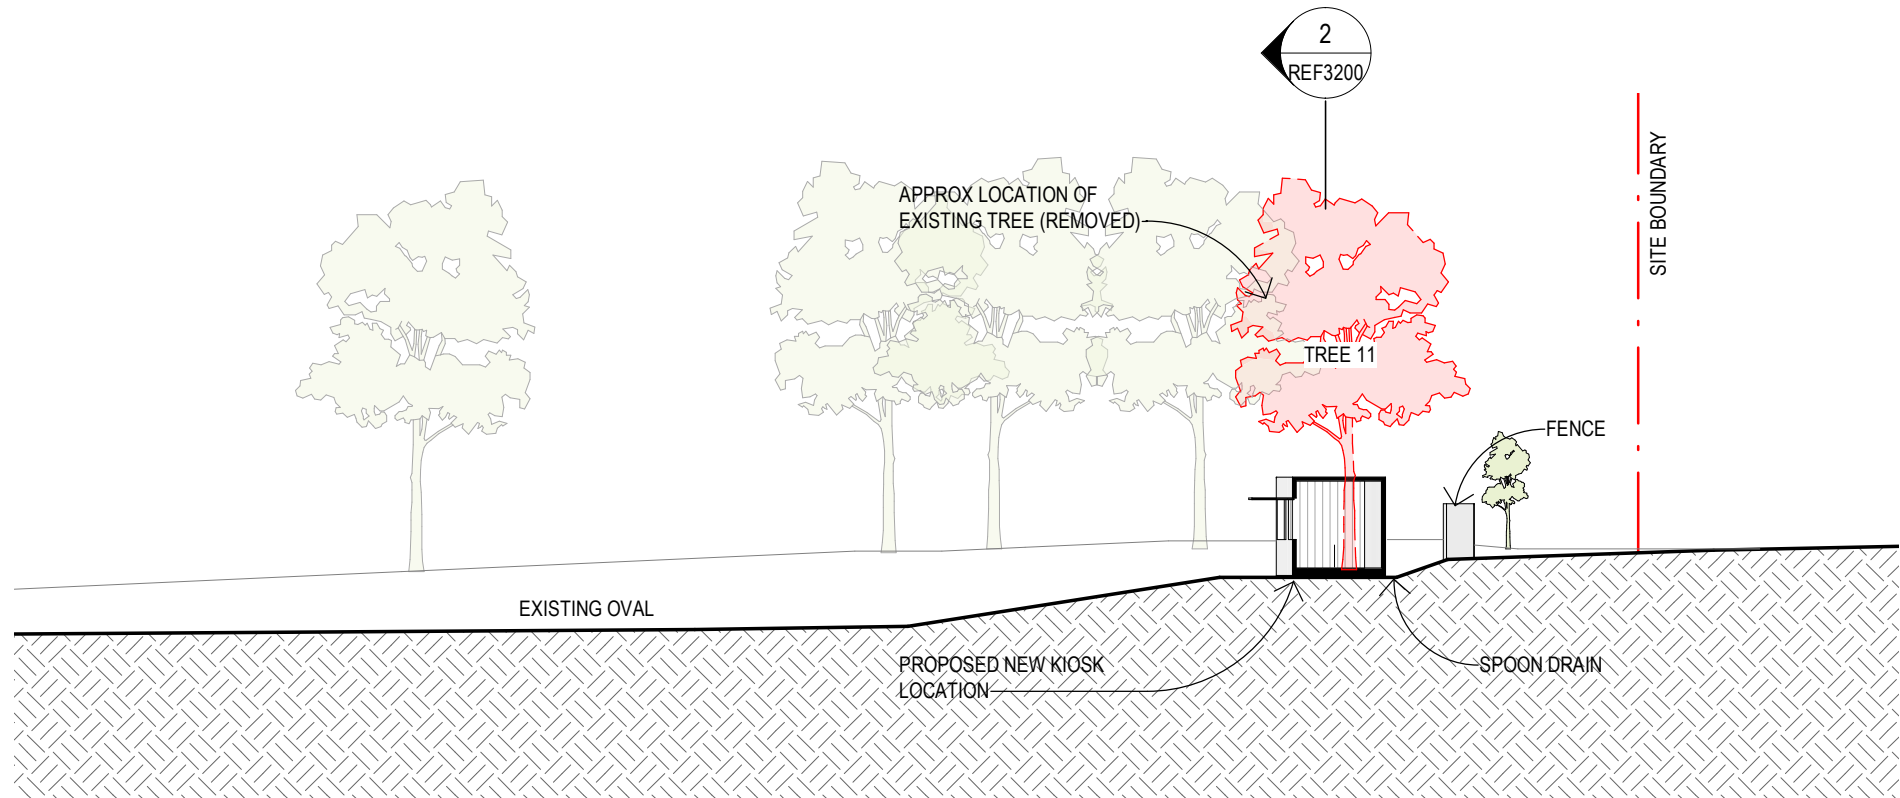 2
REF3200
SITE BOUNDARY
APPROX LOCATION OF
EXISTING TREE (REMOVED)
TREE 11
FENCE
EXISTING OVAL
PROPOSED NEW KIOSK
LOCATION
SPOON DRAIN